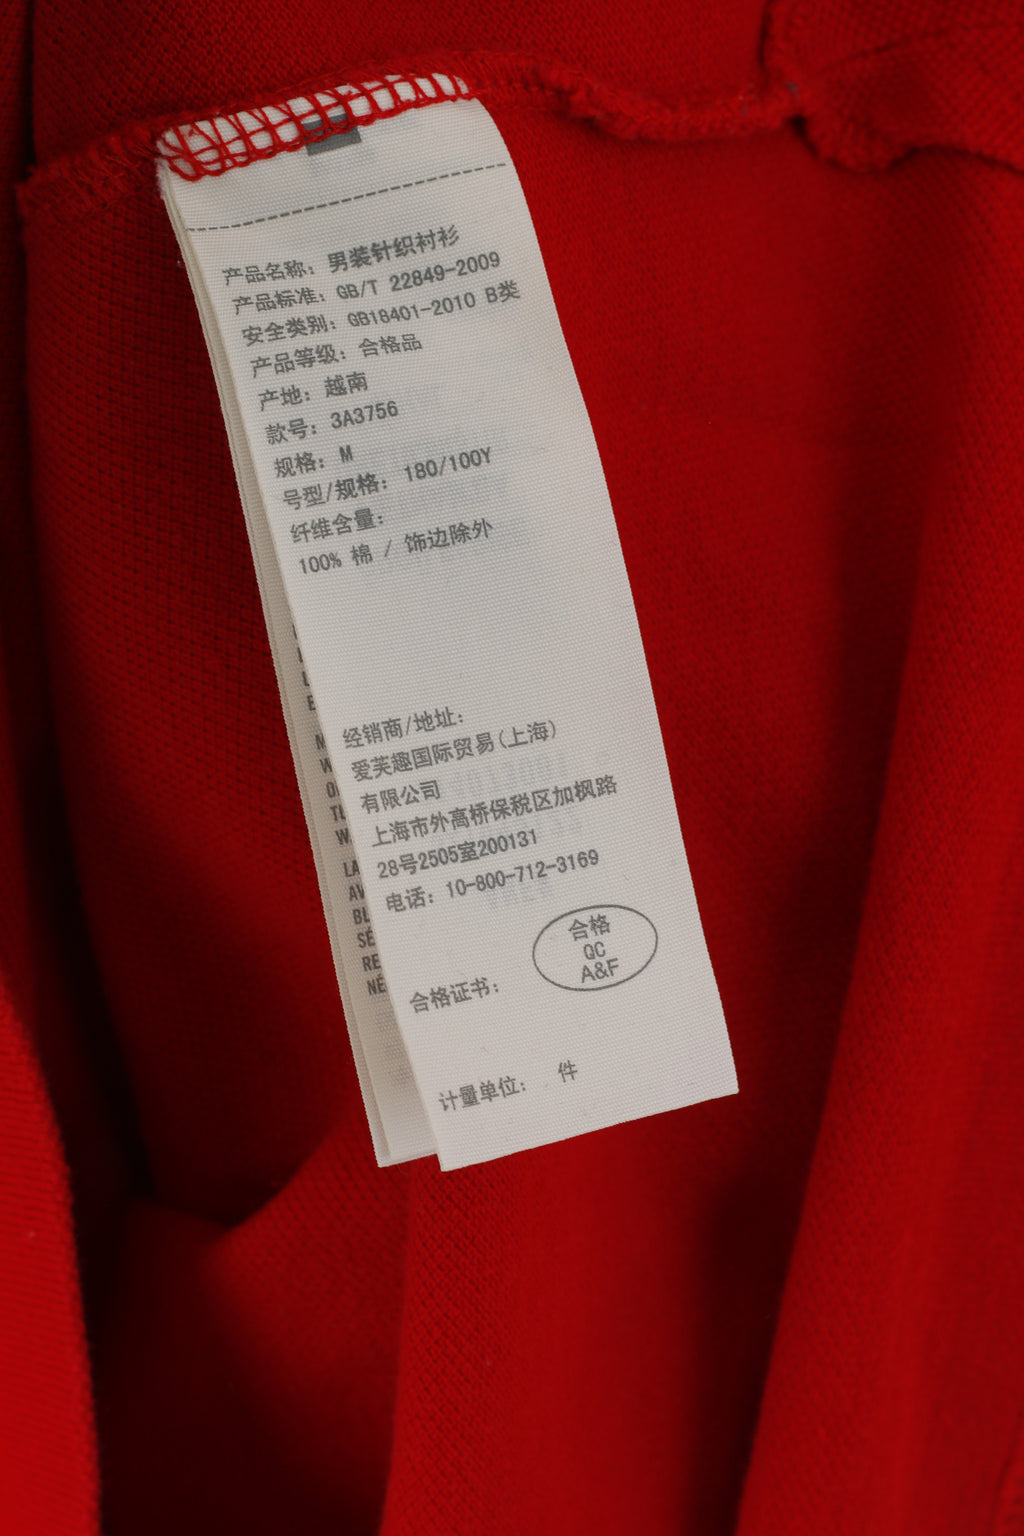 产品名称: 男装针织衬衫
产品标准: GB/T 22849-2009
安全类别: GB18401-2010 B类
产品等级: 合格品
产地: 越南
款号: 3A3756
规格: M
号型/规格: 180/100Y
纤维含量:
100% 棉 / 饰边除外
经销商/地址:
爱芙趣国际贸易(上海)
有限公司
上海市外高桥保税区加枫路
28号2505室200131
电话: 10-800-712-3169
合格
QC
A&F
合格证书:
计量单位: 件
LA
AV
BL
SÉ
RE
NÉ